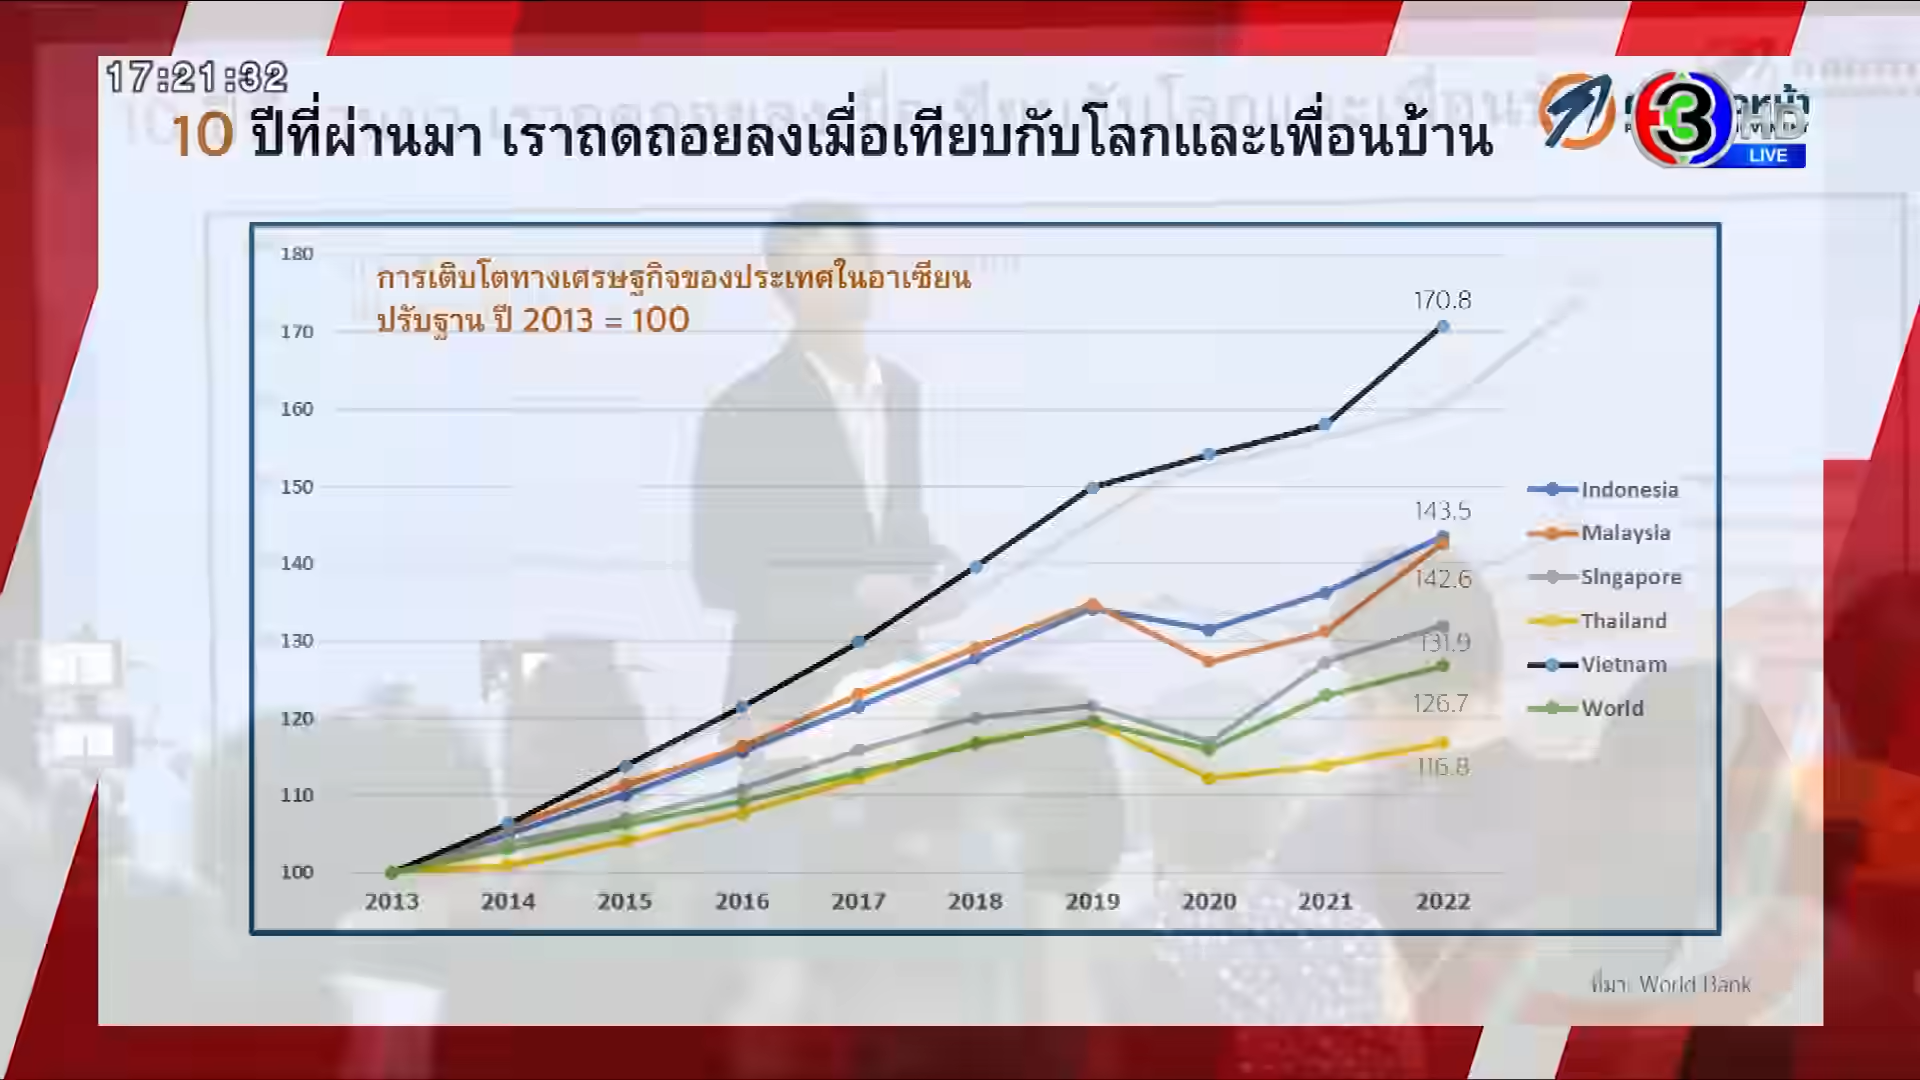 17:21:32
10 ปีที่ผ่านมา เราถดถอยลงเมื่อเทียบกับโลกและเพื่อนบ้าน
3 HD
LIVE
การเติบโตทางเศรษฐกิจของประเทศในอาเซียน
ปรับฐาน ปี 2013 = 100
180
170
160
150
140
130
120
110
100
170.8
143.5
142.6
131.9
126.7
116.8
2013 2014 2015 2016 2017 2018 2019 2020 2021 2022
Indonesia
Malaysia
Singapore
Thailand
Vietnam
World
ที่มา: World Bank